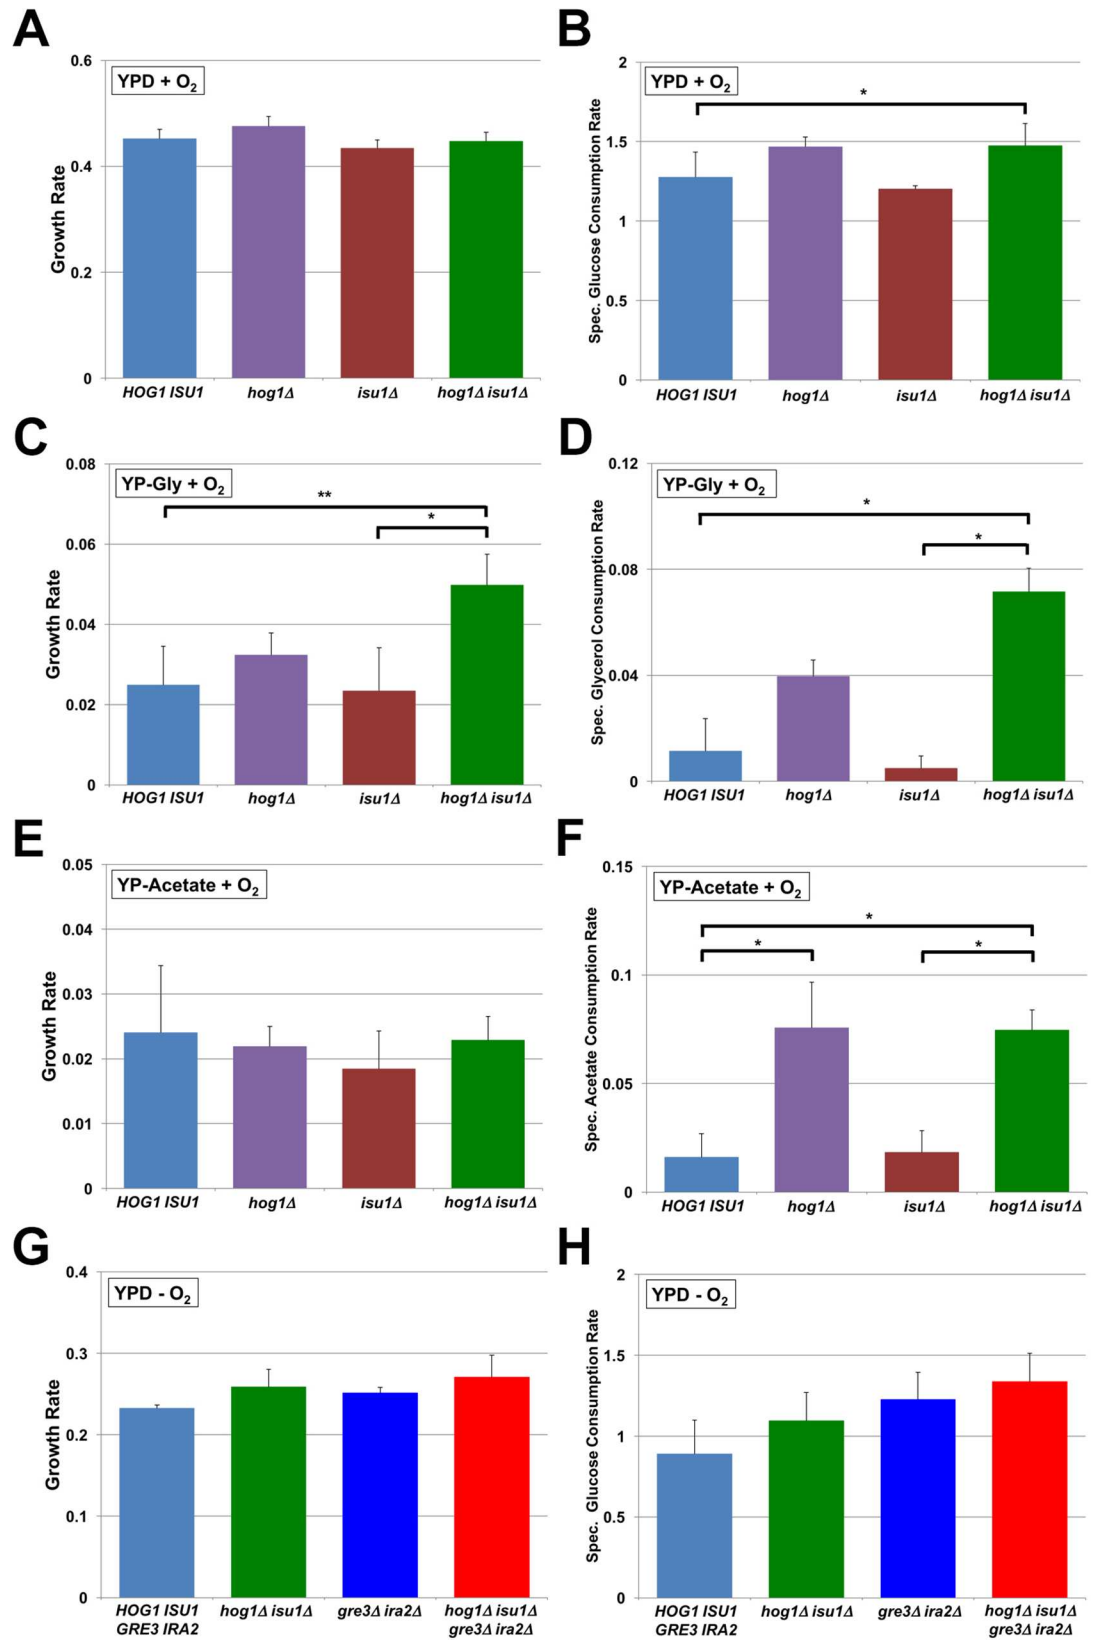 A
YPD + O2
0.6
0.4
0.2
0
Growth Rate
HOG1 ISU1 hog1Δ isu1Δ hog1Δ isu1Δ
B
YPD + O2
2
1.5
1
0.5
0
Spec. Glucose Consumption Rate
*
HOG1 ISU1 hog1Δ isu1Δ hog1Δ isu1Δ
C
YP-Gly + O2
0.08
0.06
0.04
0.02
0
Growth Rate
**
*
HOG1 ISU1 hog1Δ isu1Δ hog1Δ isu1Δ
D
YP-Gly + O2
0.12
0.08
0.04
0
Spec. Glycerol Consumption Rate
*
*
HOG1 ISU1 hog1Δ isu1Δ hog1Δ isu1Δ
E
YP-Acetate + O2
0.05
0.04
0.03
0.02
0.01
0
Growth Rate
HOG1 ISU1 hog1Δ isu1Δ hog1Δ isu1Δ
F
YP-Acetate + O2
0.15
0.1
0.05
0
Spec. Acetate Consumption Rate
*
*
*
HOG1 ISU1 hog1Δ isu1Δ hog1Δ isu1Δ
G
YPD - O2
0.4
0.3
0.2
0.1
0
Growth Rate
HOG1 ISU1 hog1Δ isu1Δ gre3Δ ira2Δ hog1Δ isu1Δ
GRE3 IRA2 gre3Δ ira2Δ
H
YPD - O2
2
1.5
1
0.5
0
Spec. Glucose Consumption Rate
HOG1 ISU1 hog1Δ isu1Δ gre3Δ ira2Δ hog1Δ isu1Δ
GRE3 IRA2 gre3Δ ira2Δ